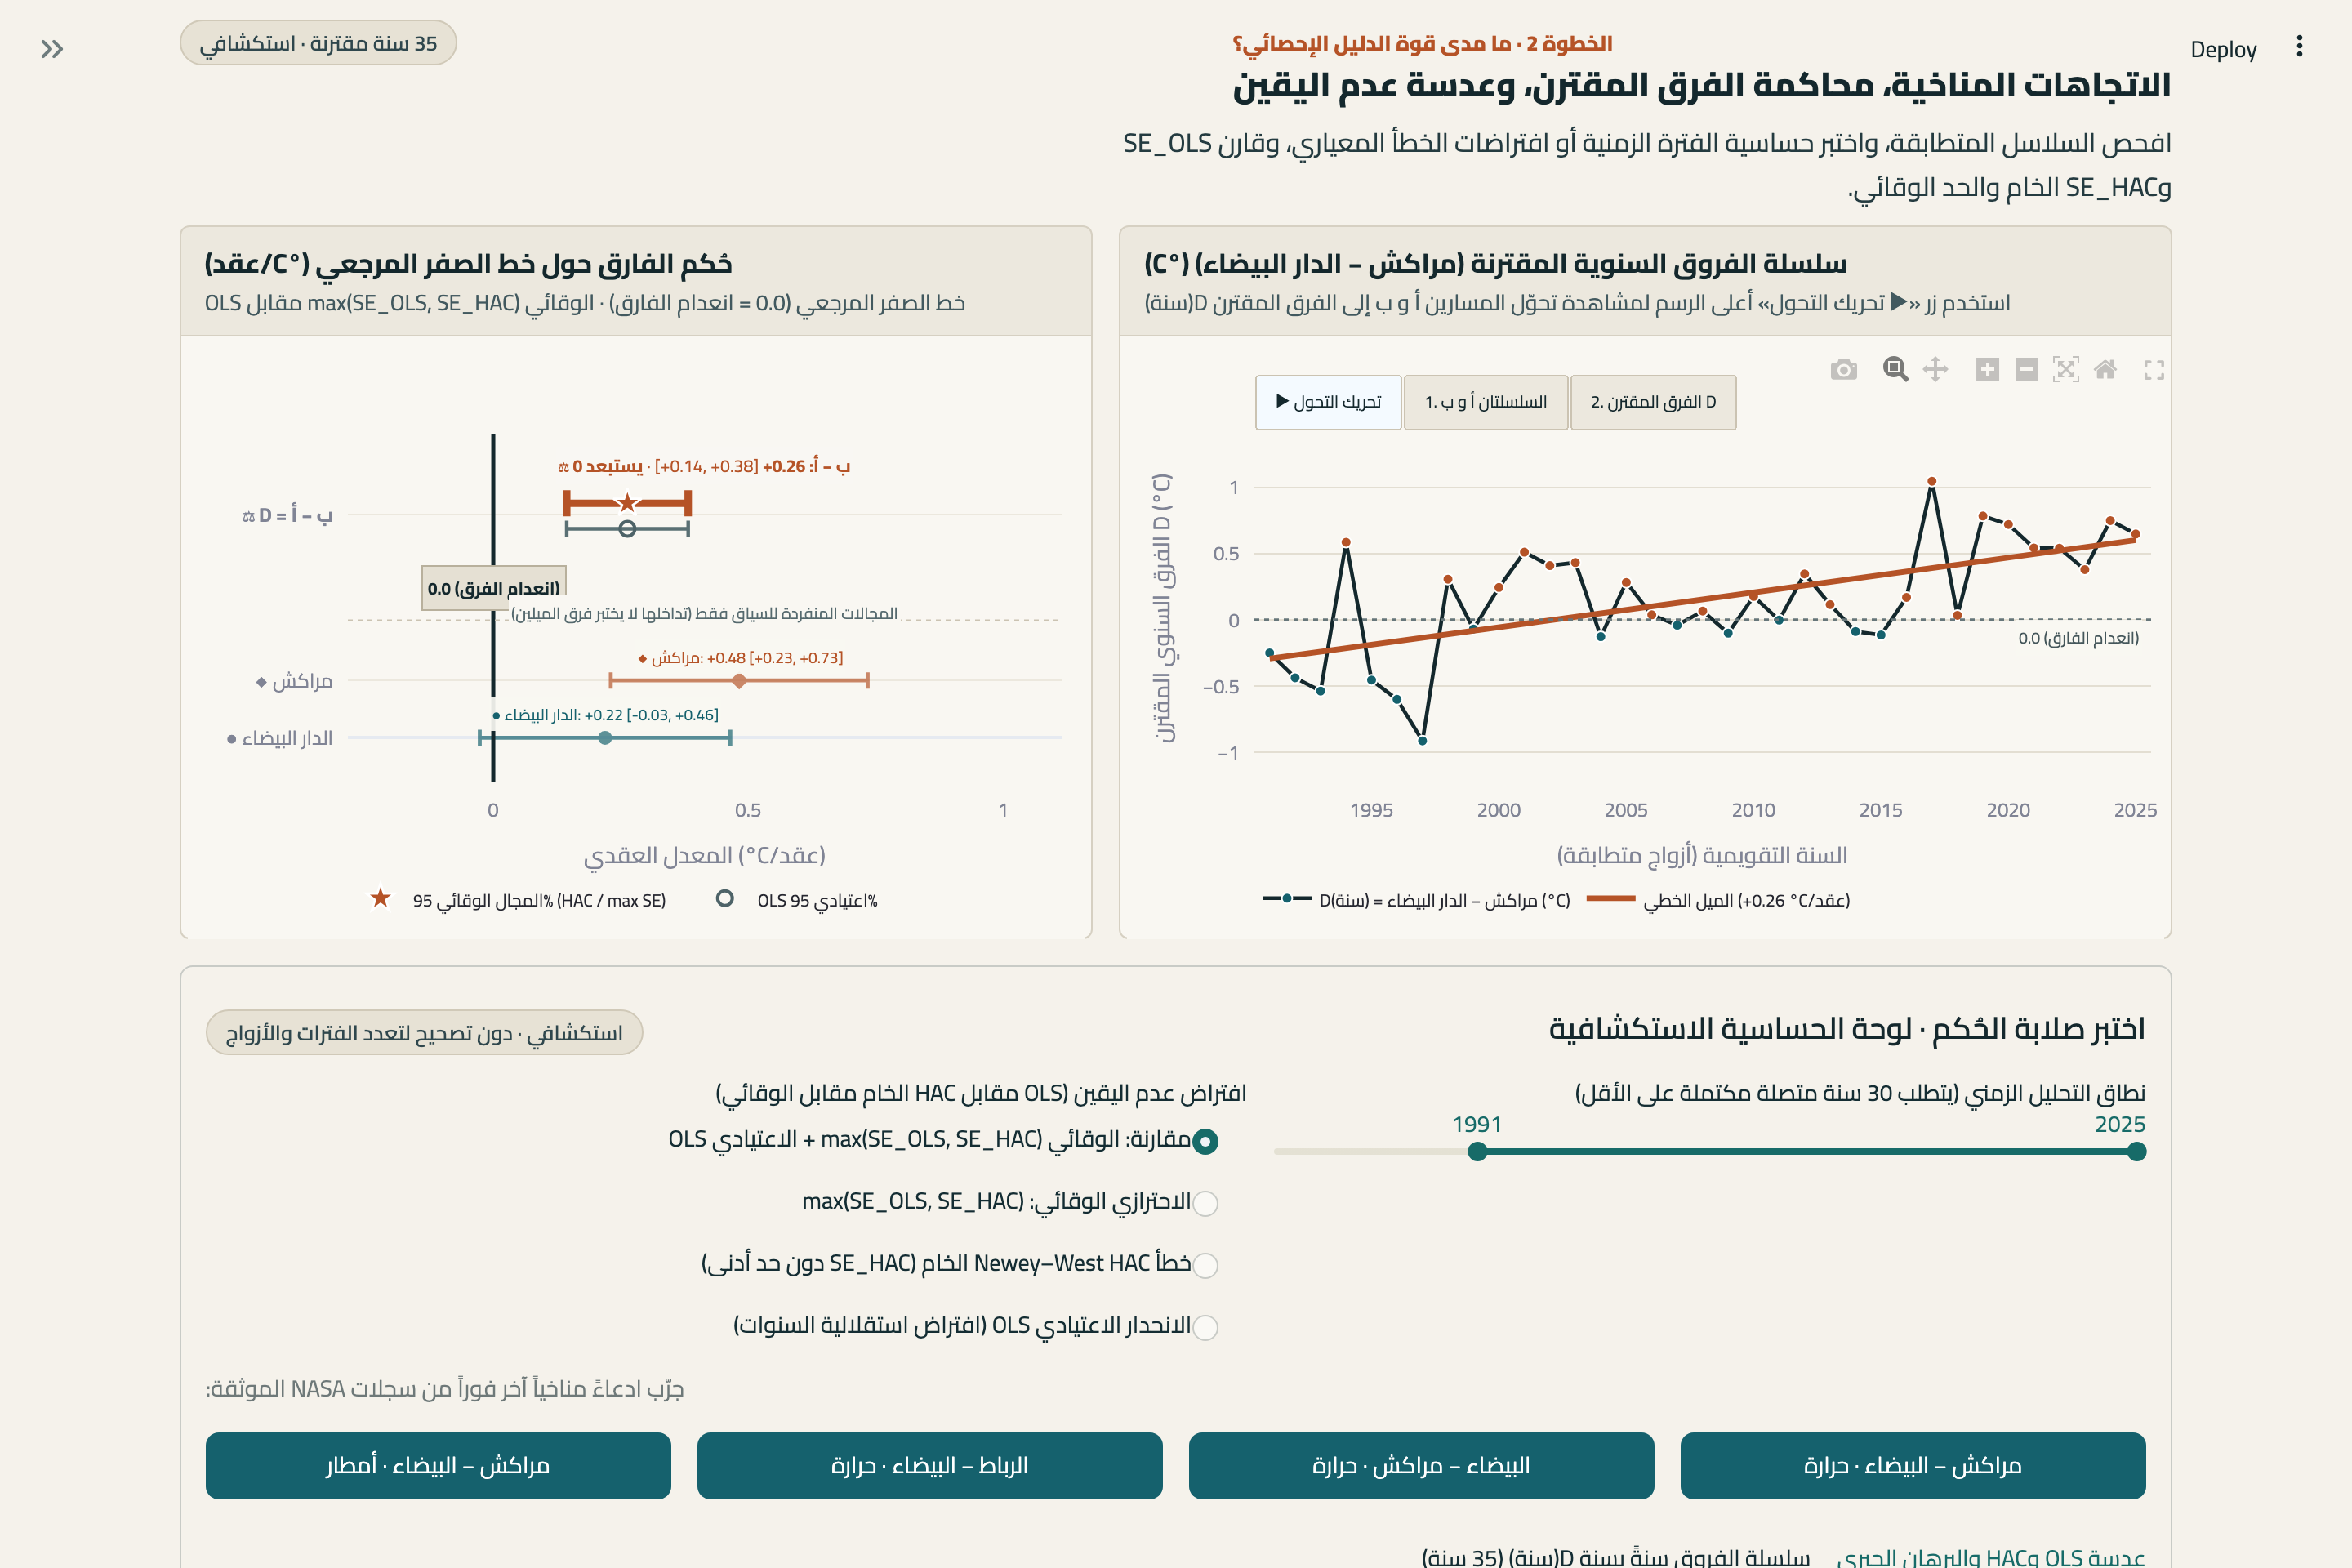 Deploy
35 سنة مقترنة · استكشافي
الخطوة 2 · ما مدى قوة الدليل الإحصائي؟
الاتجاهات المناخية، محاكمة الفرق المقترن، وعدسة عدم اليقين
افحص السلاسل المتطابقة، واختبر حساسية الفترة الزمنية أو افتراضات الخطأ المعياري، وقارن SE_OLS
وSE_HAC الخام والحد الوقائي.
سلسلة الفروق السنوية المقترنة (مراكش – الدار البيضاء) (°C)
استخدم زر «▶ تحريك التحول» أعلى الرسم لمشاهدة تحوّل المسارين أ و ب إلى الفرق المقترن D(سنة)
▶ تحريك التحول
1. السلسلتان أ و ب
2. الفرق المقترن D
الفرق السنوي المقترن D (°C)
1
0.5
0
−0.5
−1
0.0 (انعدام الفارق)
1995
2000
2005
2010
2015
2020
2025
السنة التقويمية (أزواج متطابقة)
D(سنة) = مراكش – الدار البيضاء (°C)
الميل الخطي (+0.26 °C/عقد)
حُكم الفارق حول خط الصفر المرجعي (°C/عقد)
خط الصفر المرجعي (0.0 = انعدام الفارق) · الوقائي max(SE_OLS, SE_HAC) مقابل OLS
ب – أ: +0.26 [+0.14, +0.38] · يستبعد 0 ⚖
⚖ D = ب – أ
0.0 (انعدام الفرق)
المجالات المنفردة للسياق فقط (تداخلها لا يختبر فرق الميلين)
◆ مراكش: +0.48 [+0.23, +0.73]
◆ مراكش
● الدار البيضاء: +0.22 [-0.03, +0.46]
● الدار البيضاء
0
0.5
1
المعدل العقدي (°C/عقد)
المجال الوقائي 95% (HAC / max SE)
OLS اعتيادي 95%
اختبر صلابة الحُكم · لوحة الحساسية الاستكشافية
استكشافي · دون تصحيح لتعدد الفترات والأزواج
نطاق التحليل الزمني (يتطلب 30 سنة متصلة مكتملة على الأقل)
1991
2025
افتراض عدم اليقين (OLS مقابل HAC الخام مقابل الوقائي)
مقارنة: الوقائي max(SE_OLS, SE_HAC) + الاعتيادي OLS
الاحترازي الوقائي: max(SE_OLS, SE_HAC)
خطأ Newey–West HAC الخام (SE_HAC دون حد أدنى)
الانحدار الاعتيادي OLS (افتراض استقلالية السنوات)
جرّب ادعاءً مناخياً آخر فوراً من سجلات NASA الموثقة:
مراكش – البيضاء · حرارة
البيضاء – مراكش · حرارة
الرباط – البيضاء · حرارة
مراكش – البيضاء · أمطار
عدسة OLS وHAC والبرهان الجبري
سلسلة الفروق سنةً بسنة D(سنة) (35 سنة)